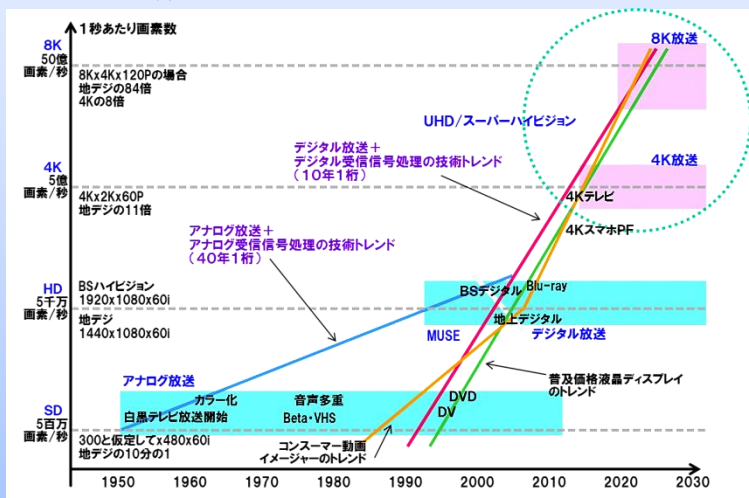 1秒あたり画素数
8K
50億
画素/秒
8Kx4Kx120Pの場合
地デジの84倍
4Kの8倍
8K放送
UHD/スーパーハイビジョン
デジタル放送+
デジタル受信信号処理の技術トレンド
(10年1桁)
4K放送
4K
5億
画素/秒
4Kx2Kx60P
地デジの11倍
4Kテレビ
4KスマホPF
アナログ放送+
アナログ受信信号処理の技術トレンド
(40年1桁)
HD
5千万
画素/秒
BSハイビジョン
1920x1080x60i
地デジ
1440x1080x60i
BSデジタル
Blu-ray
地上デジタル
MUSE
デジタル放送
アナログ放送
普及価格液晶ディスプレイ
のトレンド
カラー化
音声多重
DVD
白黒テレビ放送開始
Beta・VHS
DV
SD
5百万
画素/秒
300と仮定してx480x60i
地デジの10分の1
コンスーマー動画
イメージャーのトレンド
1950 1960 1970 1980 1990 2000 2010 2020 2030